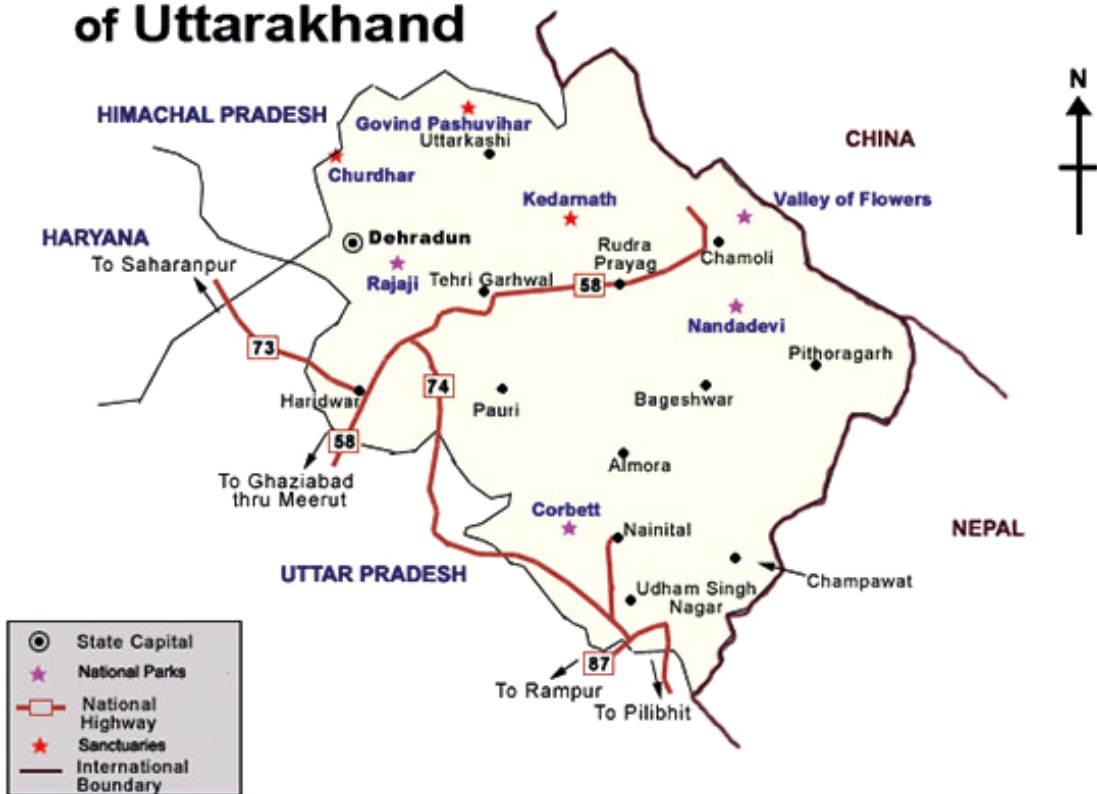 of Uttarakhand
N
HIMACHAL PRADESH
Govind Pashuvihar
Uttarkashi
CHINA
Churdhar
Kedarnath
Valley of Flowers
HARYANA
Dehradun
To Saharanpur
Rudra
Prayag
Chamoli
Rajaji
Tehri Garhwal
58
Nandadevi
73
Pithoragarh
74
Haridwar
Pauri
Bageshwar
58
Almora
To Ghaziabad
thru Meerut
Corbett
Nainital
NEPAL
UTTAR PRADESH
Champawat
Udham Singh
Nagar
87
To Rampur
To Pilibhit
State Capital
National Parks
National
Highway
Sanctuaries
International
Boundary